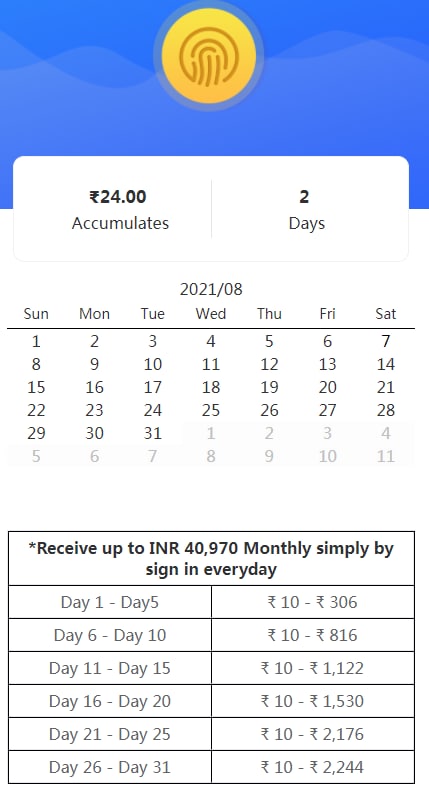 ₹24.00 2
Accumulates Days
2021/08
Sun Mon Tue Wed Thu Fri Sat
1 2 3 4 5 6 7
8 9 10 11 12 13 14
15 16 17 18 19 20 21
22 23 24 25 26 27 28
29 30 31 1 2 3 4
5 6 7 8 9 10 11
*Receive up to INR 40,970 Monthly simply by
sign in everyday
Day 1 - Day5 ₹ 10 - ₹ 306
Day 6 - Day 10 ₹ 10 - ₹ 816
Day 11 - Day 15 ₹ 10 - ₹ 1,122
Day 16 - Day 20 ₹ 10 - ₹ 1,530
Day 21 - Day 25 ₹ 10 - ₹ 2,176
Day 26 - Day 31 ₹ 10 - ₹ 2,244